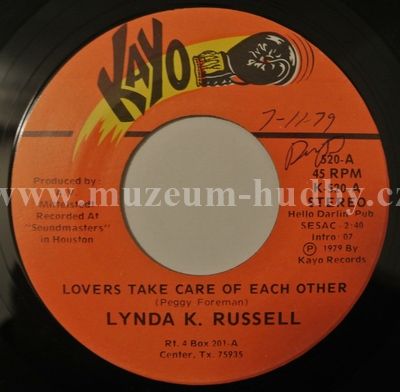 KAYO
7-11-79
520-A
45 RPM
K-520 A
STEREO
Hello Darlin' Pub
SESAC - 2:40
Intro: 07
℗ 1979 By
Kayo Records
Produced by:
Mittelstedt
Recorded At
"Soundmasters"
in Houston
www.muzeum-hudby.cz
LOVERS TAKE CARE OF EACH OTHER
(Peggy Foreman)
LYNDA K. RUSSELL
Rt. 4 Box 201-A
Center, Tx. 75935